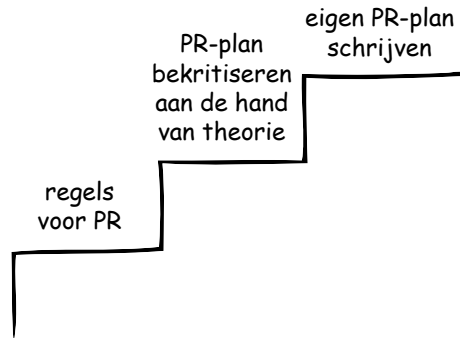 eigen PR-plan
schrijven
PR-plan
bekritiseren
aan de hand
van theorie
regels
voor PR